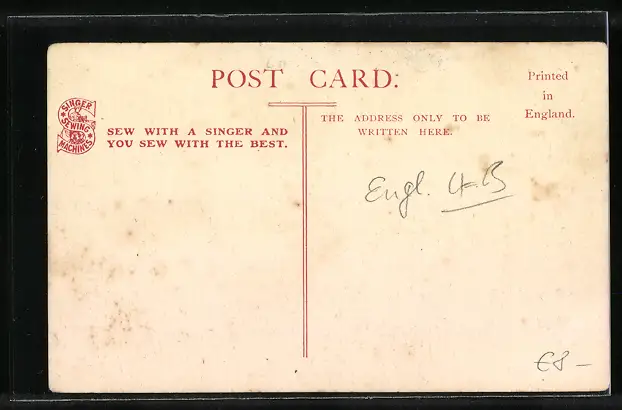 POST CARD:
Printed
in
England.
SINGER
SEWING
MACHINES
SEW WITH A SINGER AND
YOU SEW WITH THE BEST.
THE ADDRESS ONLY TO BE
WRITTEN HERE.
Engl. 4-B
€8-